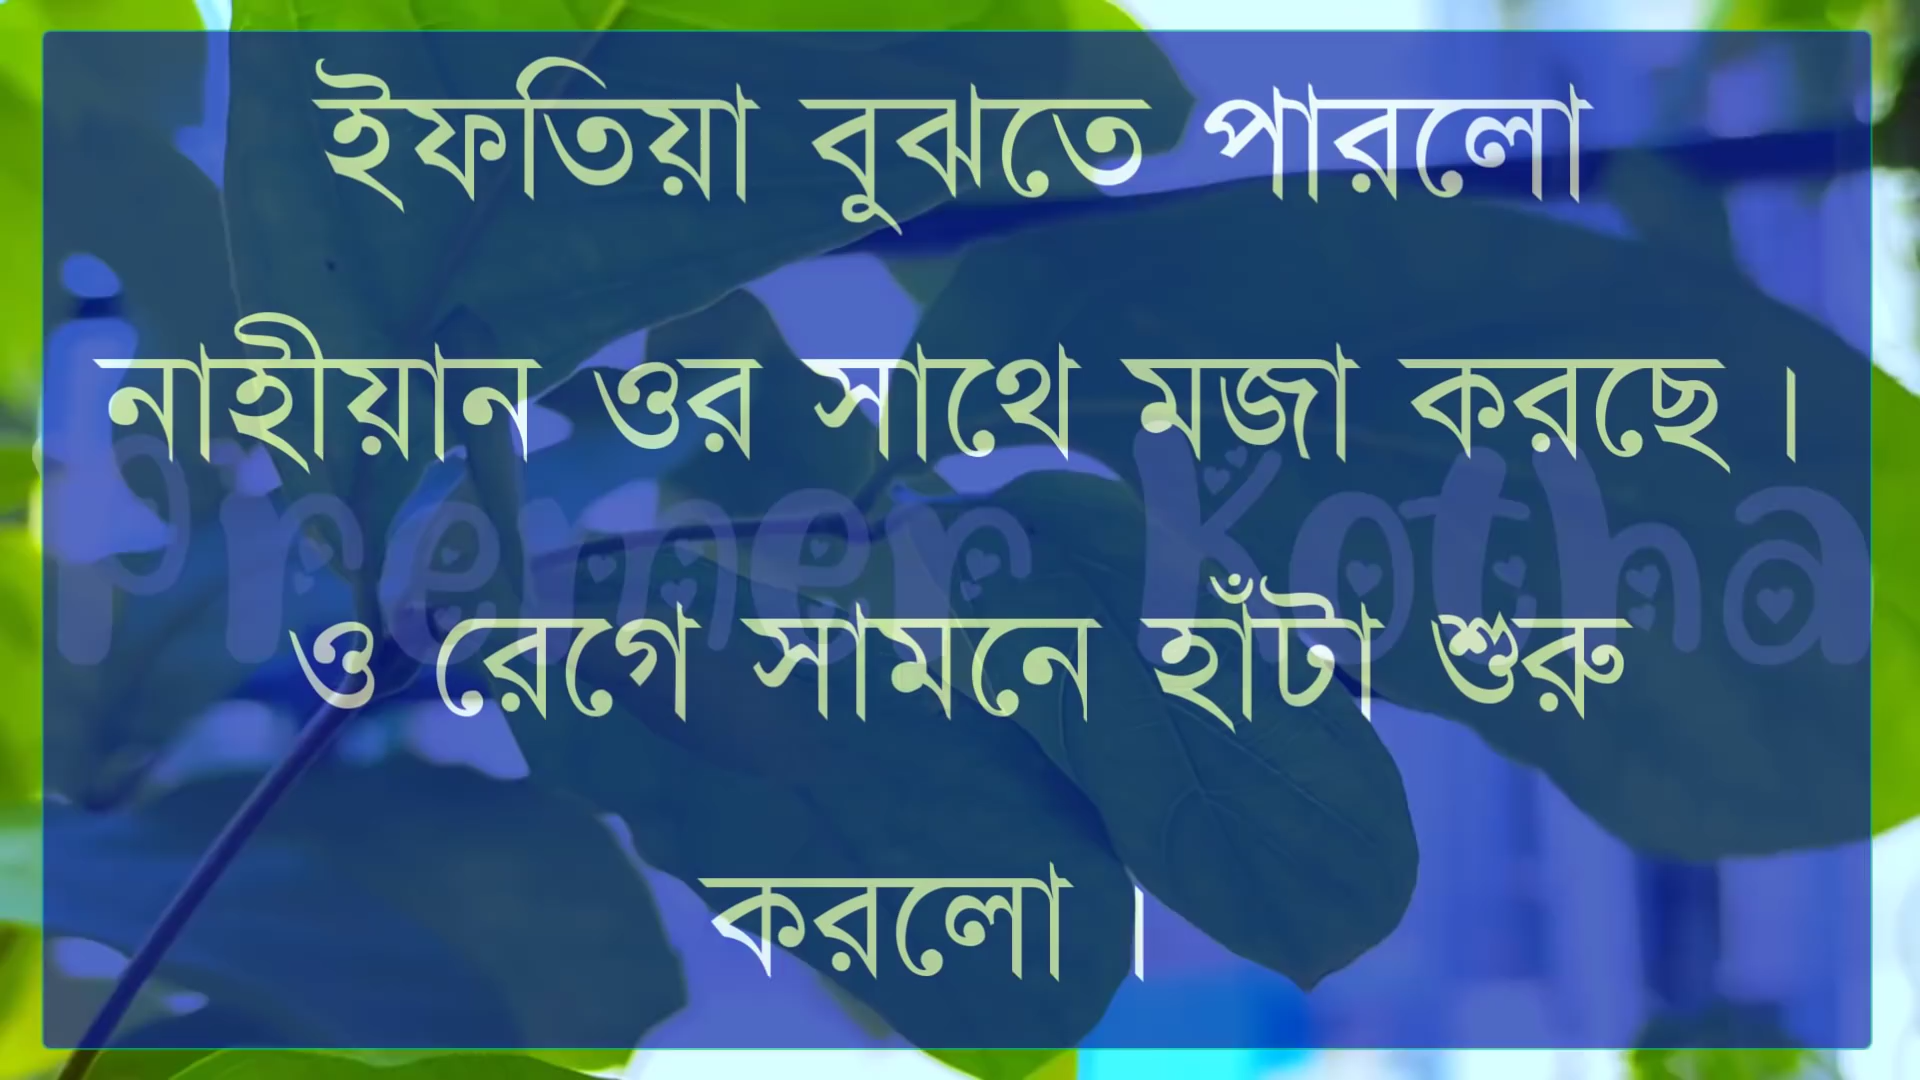 ইফতিয়া বুঝতে পারলো
নাহীয়ান ওর সাথে মজা করছে ।
Premer Kotha
ও রেগে সামনে হাঁটা শুরু
করলো ।